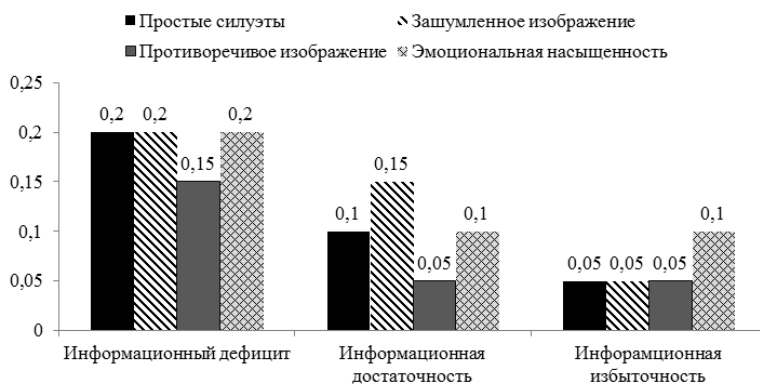 Простые силуэты
Зашумленное изображение
Противоречивое изображение
Эмоциональная насыщенность
0,25
0,2
0,15
0,1
0,05
0
0,2
0,2
0,15
0,2
0,1
0,15
0,05
0,1
0,05
0,05
0,05
0,1
Информационный дефицит
Информационная
достаточность
Инфорамционная
избыточность